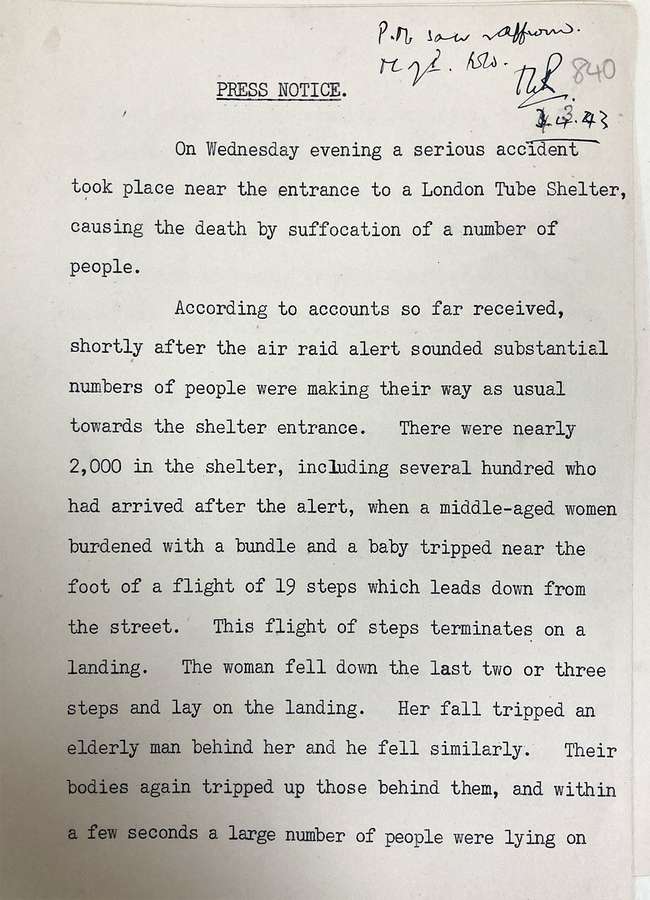 P.M saw
840
PRESS NOTICE.
On Wednesday evening a serious accident
took place near the entrance to a London Tube Shelter,
causing the death by suffocation of a number of
people.
According to accounts so far received,
shortly after the air raid alert sounded substantial
numbers of people were making their way as usual
towards the shelter entrance. There were nearly
2,000 in the shelter, including several hundred who
had arrived after the alert, when a middle-aged women
burdened with a bundle and a baby tripped near the
foot of a flight of 19 steps which leads down from
the street. This flight of steps terminates on a
landing. The woman fell down the last two or three
steps and lay on the landing. Her fall tripped an
elderly man behind her and he fell similarly. Their
bodies again tripped up those behind them, and within
a few seconds a large number of people were lying on